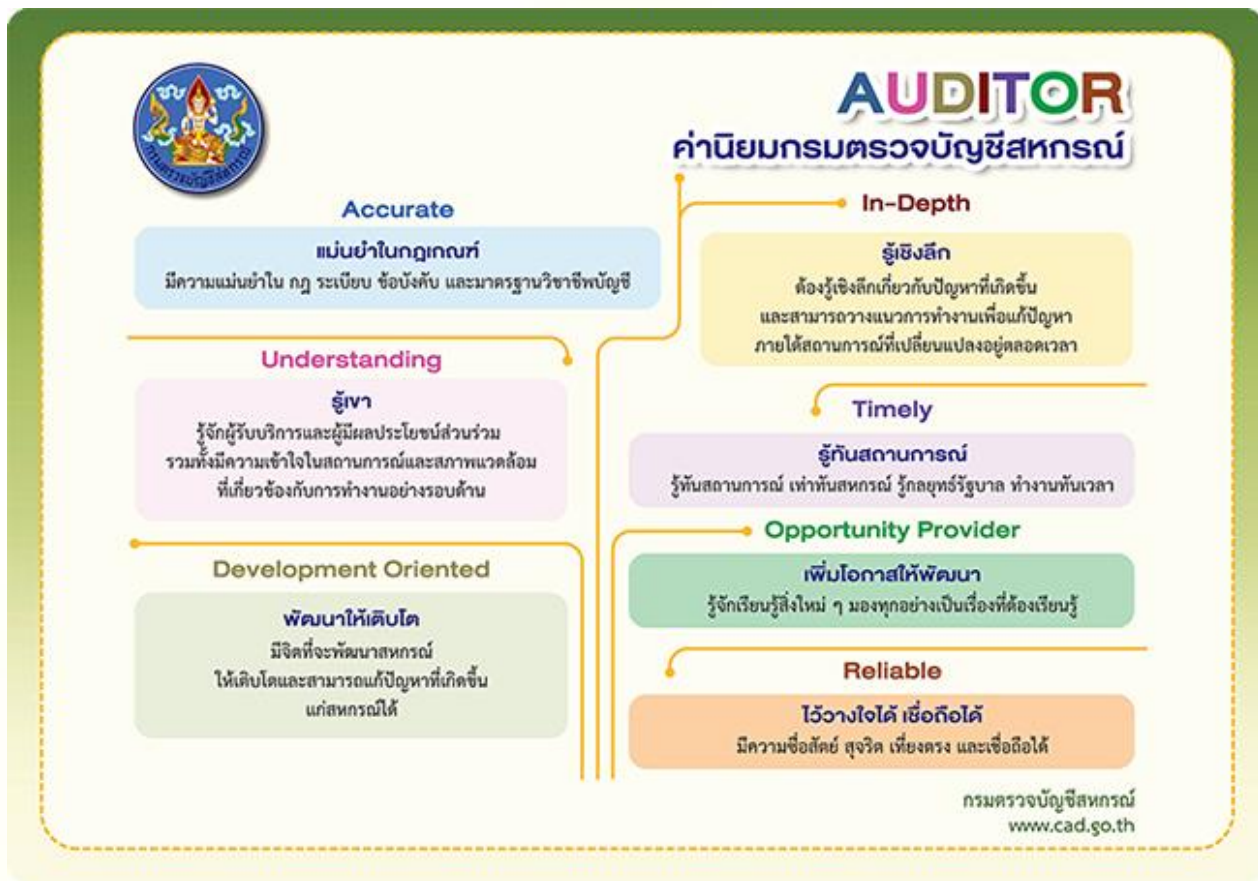 กรมตรวจบัญชีสหกรณ์
AUDITOR
ค่านิยมกรมตรวจบัญชีสหกรณ์
Accurate
แม่นยำในกฎเกณฑ์
มีความแม่นยำใน กฎ ระเบียบ ข้อบังคับ และมาตรฐานวิชาชีพบัญชี
Understanding
รู้เขา
รู้จักผู้รับบริการและผู้มีผลประโยชน์ส่วนร่วม
รวมทั้งมีความเข้าใจในสถานการณ์และสภาพแวดล้อม
ที่เกี่ยวข้องกับการทำงานอย่างรอบด้าน
Development Oriented
พัฒนาให้เติบโต
มีจิตที่จะพัฒนาสหกรณ์
ให้เติบโตและสามารถแก้ปัญหาที่เกิดขึ้น
แก่สหกรณ์ได้
In-Depth
รู้เชิงลึก
ต้องรู้เชิงลึกเกี่ยวกับปัญหาที่เกิดขึ้น
และสามารถวางแนวการทำงานเพื่อแก้ปัญหา
ภายใต้สถานการณ์ที่เปลี่ยนแปลงอยู่ตลอดเวลา
Timely
รู้ทันสถานการณ์
รู้ทันสถานการณ์ เท่าทันสหกรณ์ รู้กลยุทธ์รัฐบาล ทำงานทันเวลา
Opportunity Provider
เพิ่มโอกาสให้พัฒนา
รู้จักเรียนรู้สิ่งใหม่ ๆ มองทุกอย่างเป็นเรื่องที่ต้องเรียนรู้
Reliable
ไว้วางใจได้ เชื่อถือได้
มีความซื่อสัตย์ สุจริต เที่ยงตรง และเชื่อถือได้
กรมตรวจบัญชีสหกรณ์
www.cad.go.th